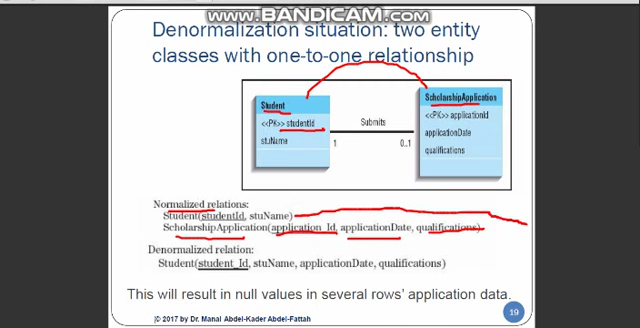 WWW.BANDICAM.COM
Denormalization situation: two entity
classes with one-to-one relationship
Student
<<PK>> studentId
stuName
Submits
1
0..1
ScholarshipApplication
<<PK>> applicationId
applicationDate
qualifications
Normalized relations:
Student(studentId, stuName)
ScholarshipApplication(application_Id, applicationDate, qualifications)
Denormalized relation:
Student(student_Id, stuName, applicationDate, qualifications)
This will result in null values in several rows' application data.
© 2017 by Dr. Manal Abdel-Kader Abdel-Fattah
19